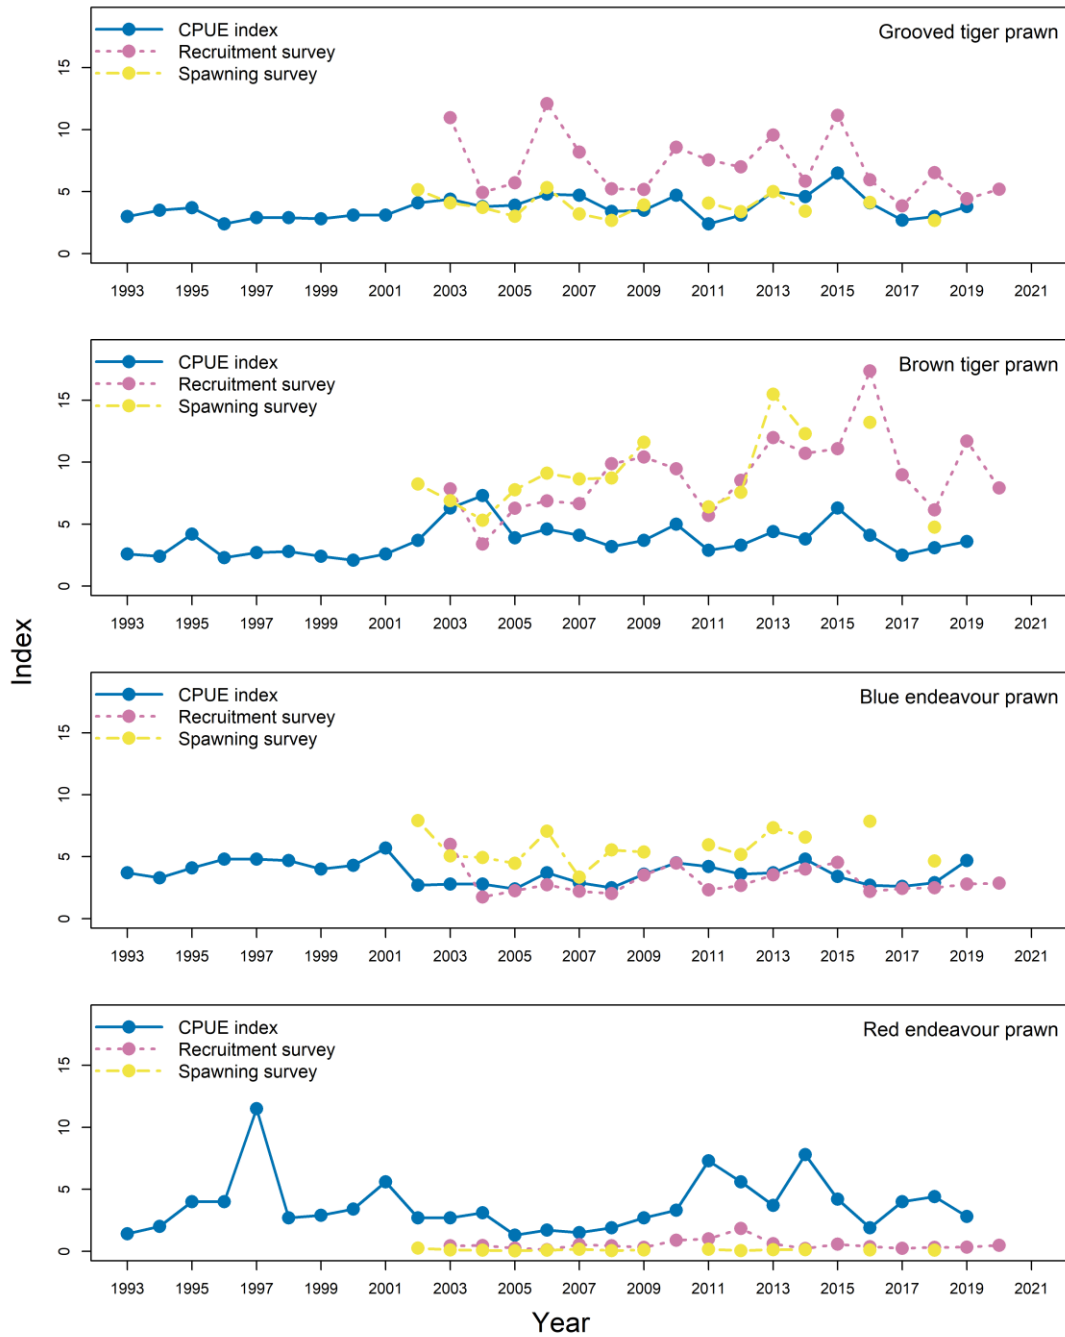 CPUE index
Recruitment survey
Spawning survey
Grooved tiger prawn
15
10
5
0
1993 1995 1997 1999 2001 2003 2005 2007 2009 2011 2013 2015 2017 2019 2021
CPUE index
Recruitment survey
Spawning survey
Brown tiger prawn
15
10
5
0
1993 1995 1997 1999 2001 2003 2005 2007 2009 2011 2013 2015 2017 2019 2021
Index
CPUE index
Recruitment survey
Spawning survey
Blue endeavour prawn
15
10
5
0
1993 1995 1997 1999 2001 2003 2005 2007 2009 2011 2013 2015 2017 2019 2021
CPUE index
Recruitment survey
Spawning survey
Red endeavour prawn
15
10
5
0
1993 1995 1997 1999 2001 2003 2005 2007 2009 2011 2013 2015 2017 2019 2021
Year